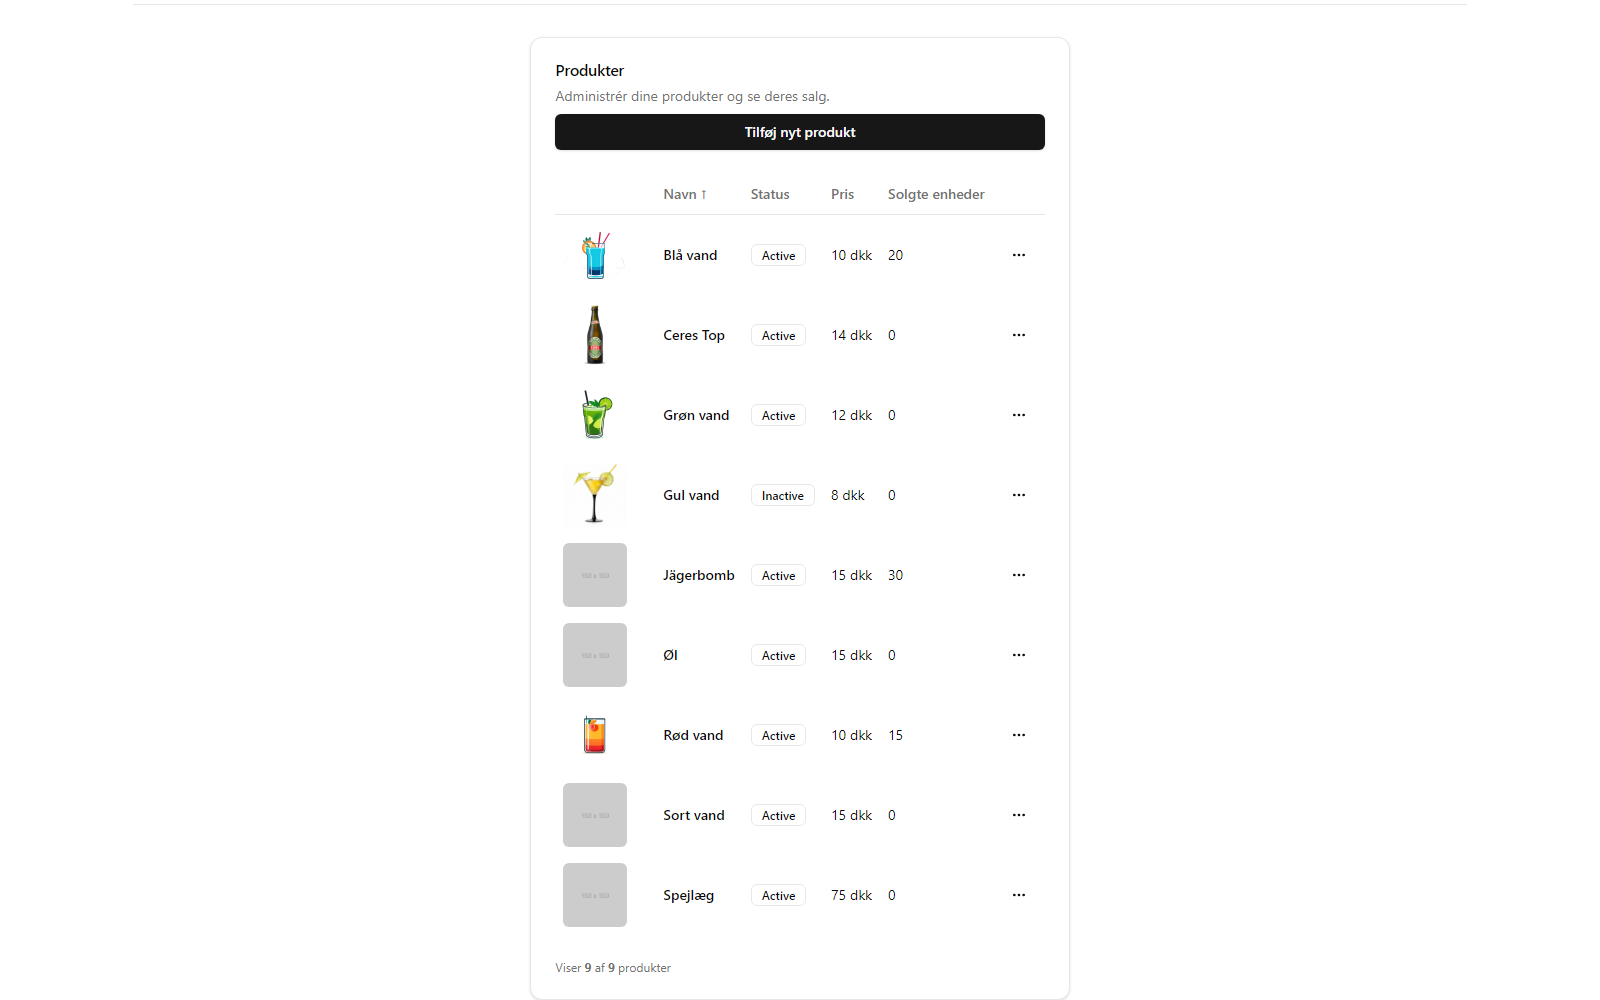 Produkter
Administrér dine produkter og se deres salg.
Tilføj nyt produkt
Navn ↑ Status Pris Solgte enheder
Blå vand Active 10 dkk 20 ...
Ceres Top Active 14 dkk 0 ...
Grøn vand Active 12 dkk 0 ...
Gul vand Inactive 8 dkk 0 ...
Jägerbomb Active 15 dkk 30 ...
Øl Active 15 dkk 0 ...
Rød vand Active 10 dkk 15 ...
Sort vand Active 15 dkk 0 ...
Spejlæg Active 75 dkk 0 ...
Viser 9 af 9 produkter